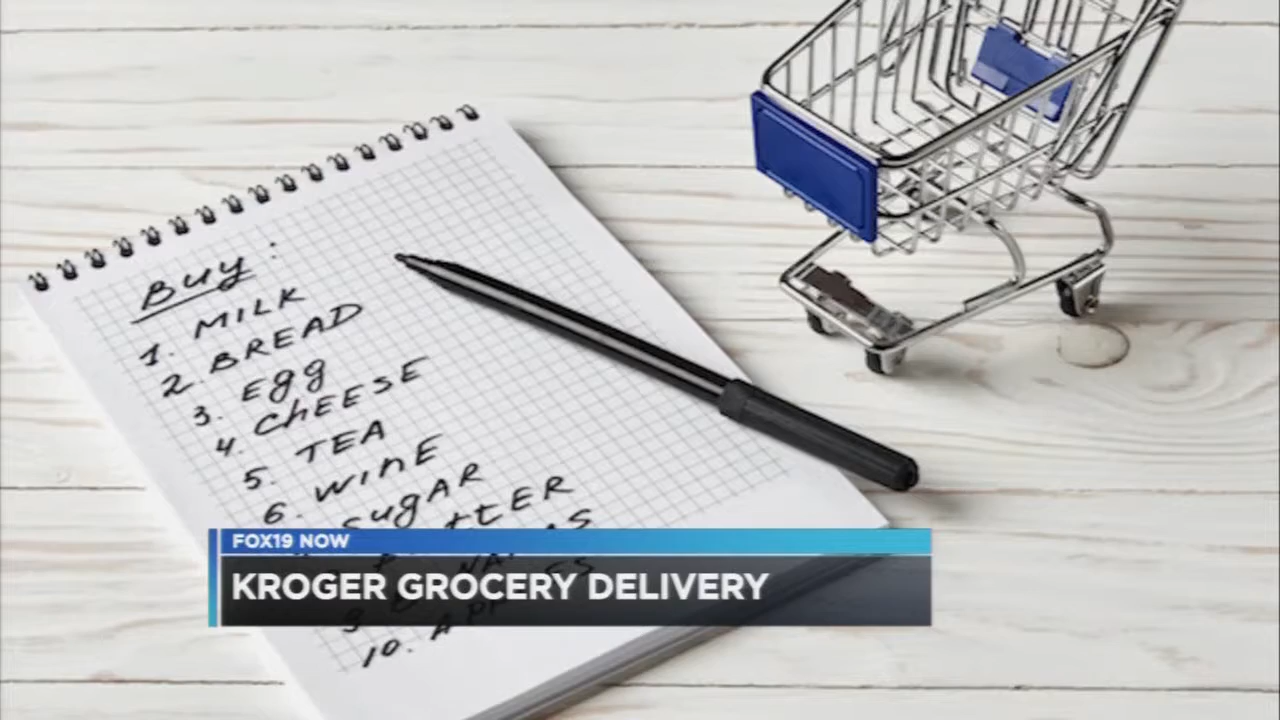 Buy:
1. MILK
2. BREAD
3. Egg
4. ChEESE
5. TEA
6. WinE
SugAR
FOX19 NOW
KROGER GROCERY DELIVERY
10.